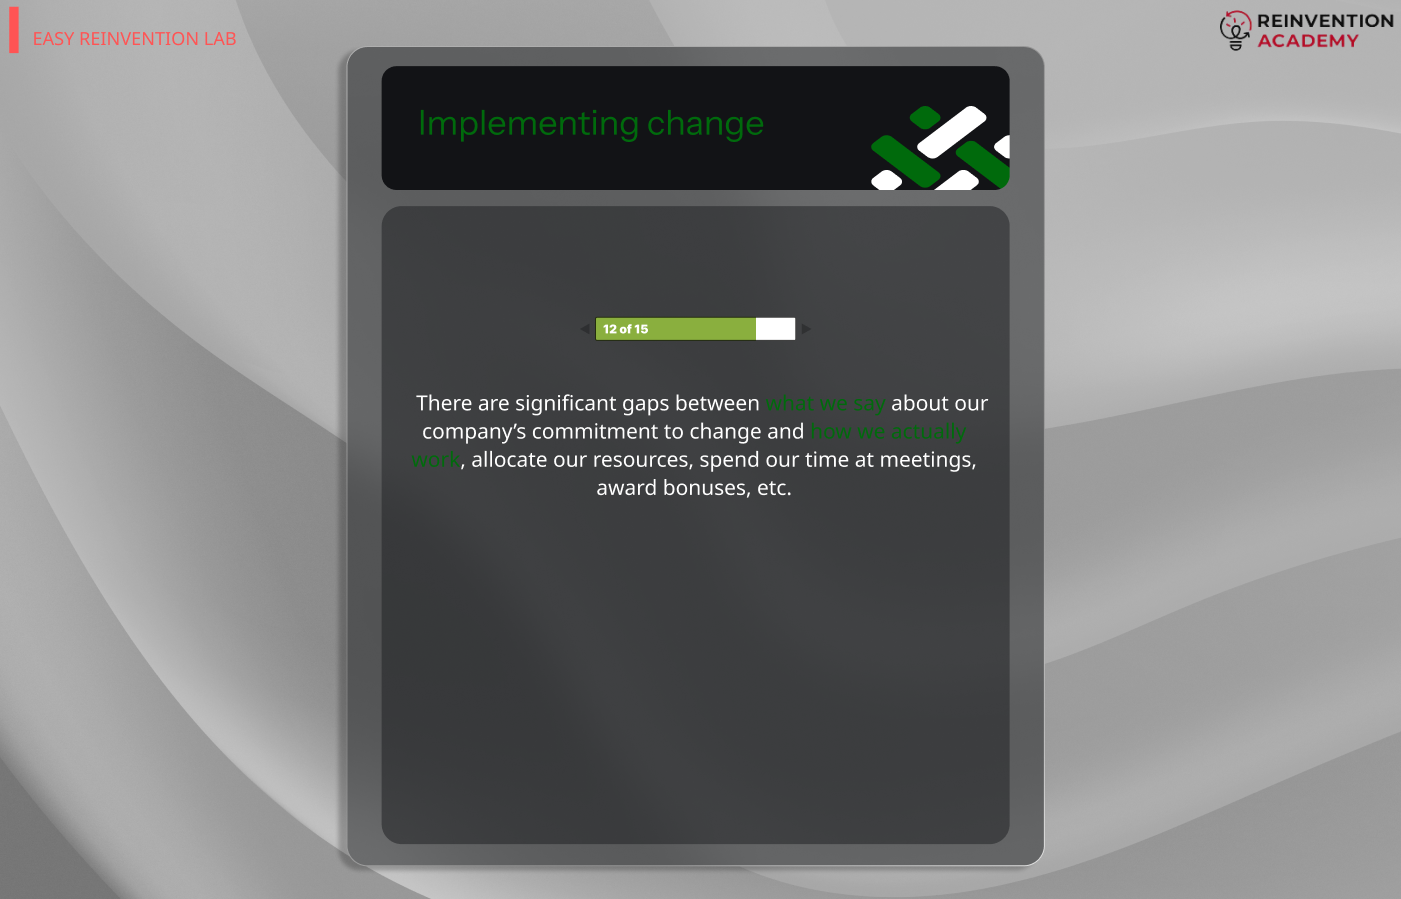 EASY REINVENTION LAB
REINVENTION
ACADEMY
Implementing change
12 of 15
There are significant gaps between what we say about our
company’s commitment to change and how we actually
work, allocate our resources, spend our time at meetings,
award bonuses, etc.